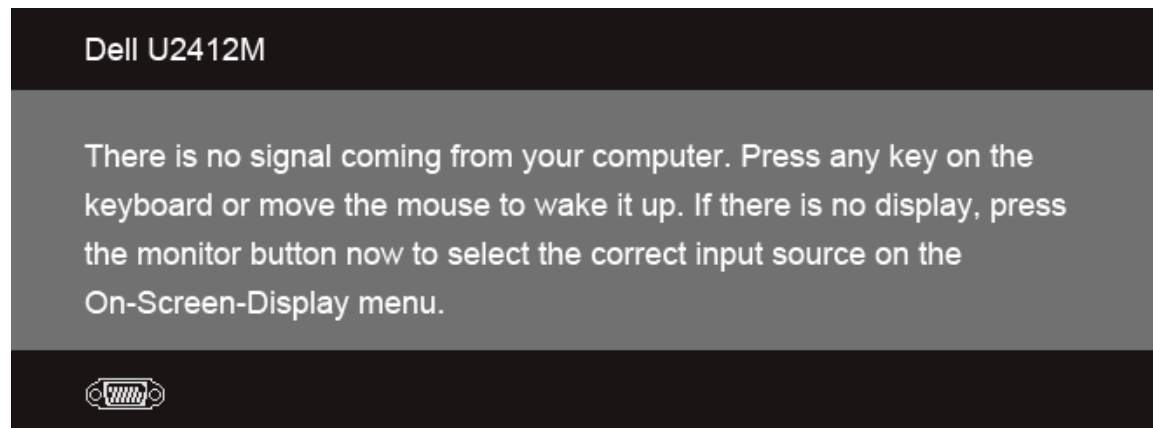 Dell U2412M
There is no signal coming from your computer. Press any key on the
keyboard or move the mouse to wake it up. If there is no display, press
the monitor button now to select the correct input source on the
On-Screen-Display menu.